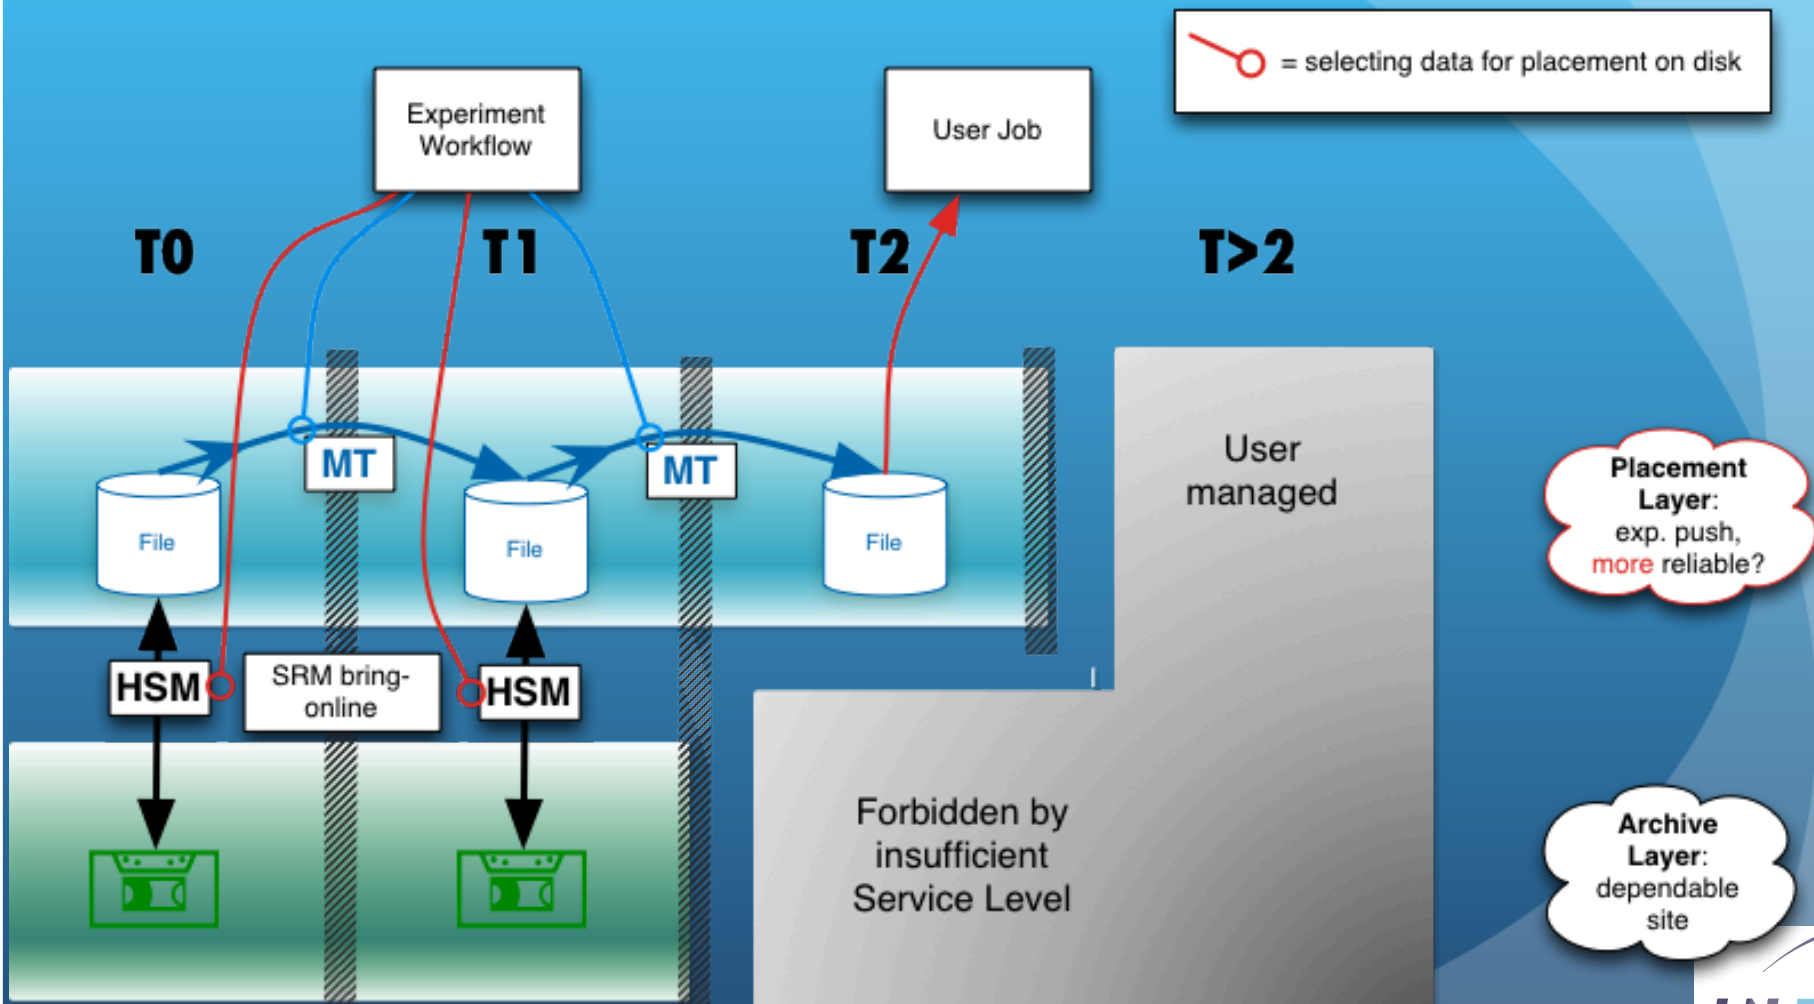 = selecting data for placement on disk
Experiment
Workflow
User Job
T0
T1
T2
T>2
MT
MT
File
File
File
User
managed
Placement
Layer:
exp. push,
more reliable?
HSM
SRM bring-
online
HSM
Forbidden by
insufficient
Service Level
Archive
Layer:
dependable
site